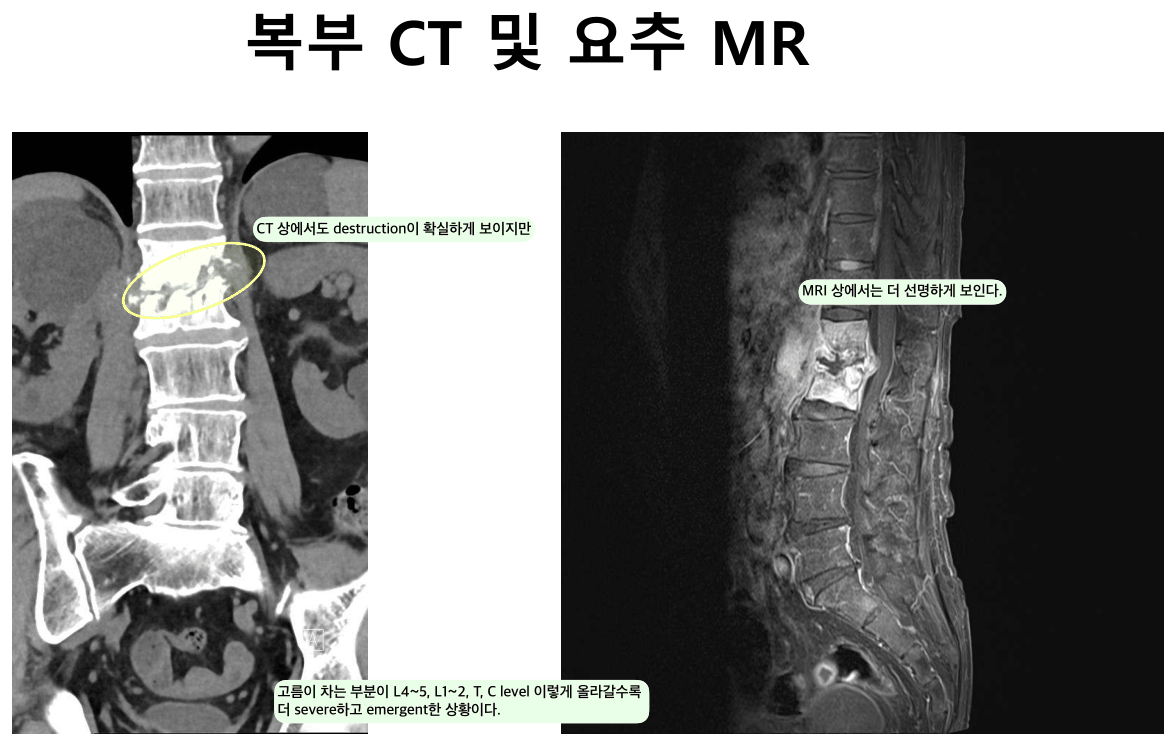 복부 CT 및 요추 MR
CT 상에서도 destruction이 확실하게 보이지만
MRI 상에서는 더 선명하게 보인다.
고름이 차는 부분이 L4~5, L1~2, T, C level 이렇게 올라갈수록
더 severe하고 emergent한 상황이다.